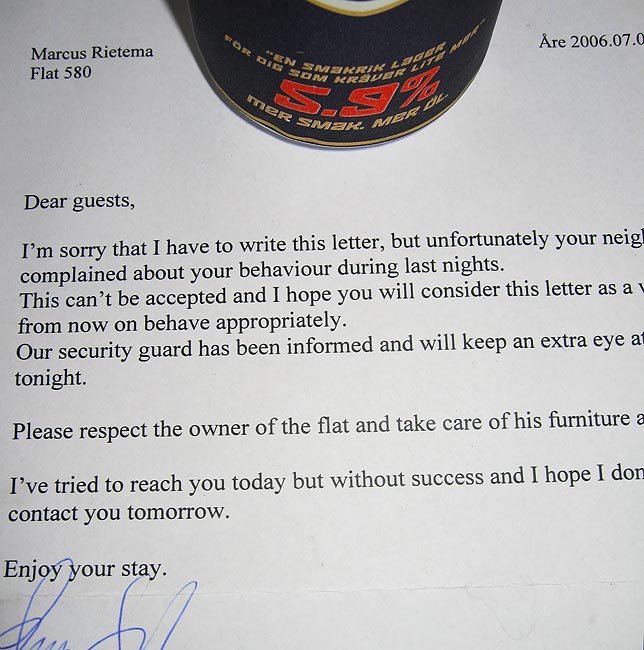 "EN SMAKRIK LAGER
FÖR DIG SOM KRÄVER LITE MER"
5.9%
MER SMAK. MER ÖL.
Marcus Rietema
Flat 580
Åre 2006.07.0
Dear guests,
I'm sorry that I have to write this letter, but unfortunately your neig
complained about your behaviour during last nights.
This can't be accepted and I hope you will consider this letter as a
from now on behave appropriately.
Our security guard has been informed and will keep an extra eye at
tonight.
Please respect the owner of the flat and take care of his furniture a
I've tried to reach you today but without success and I hope I don
contact you tomorrow.
Enjoy your stay.